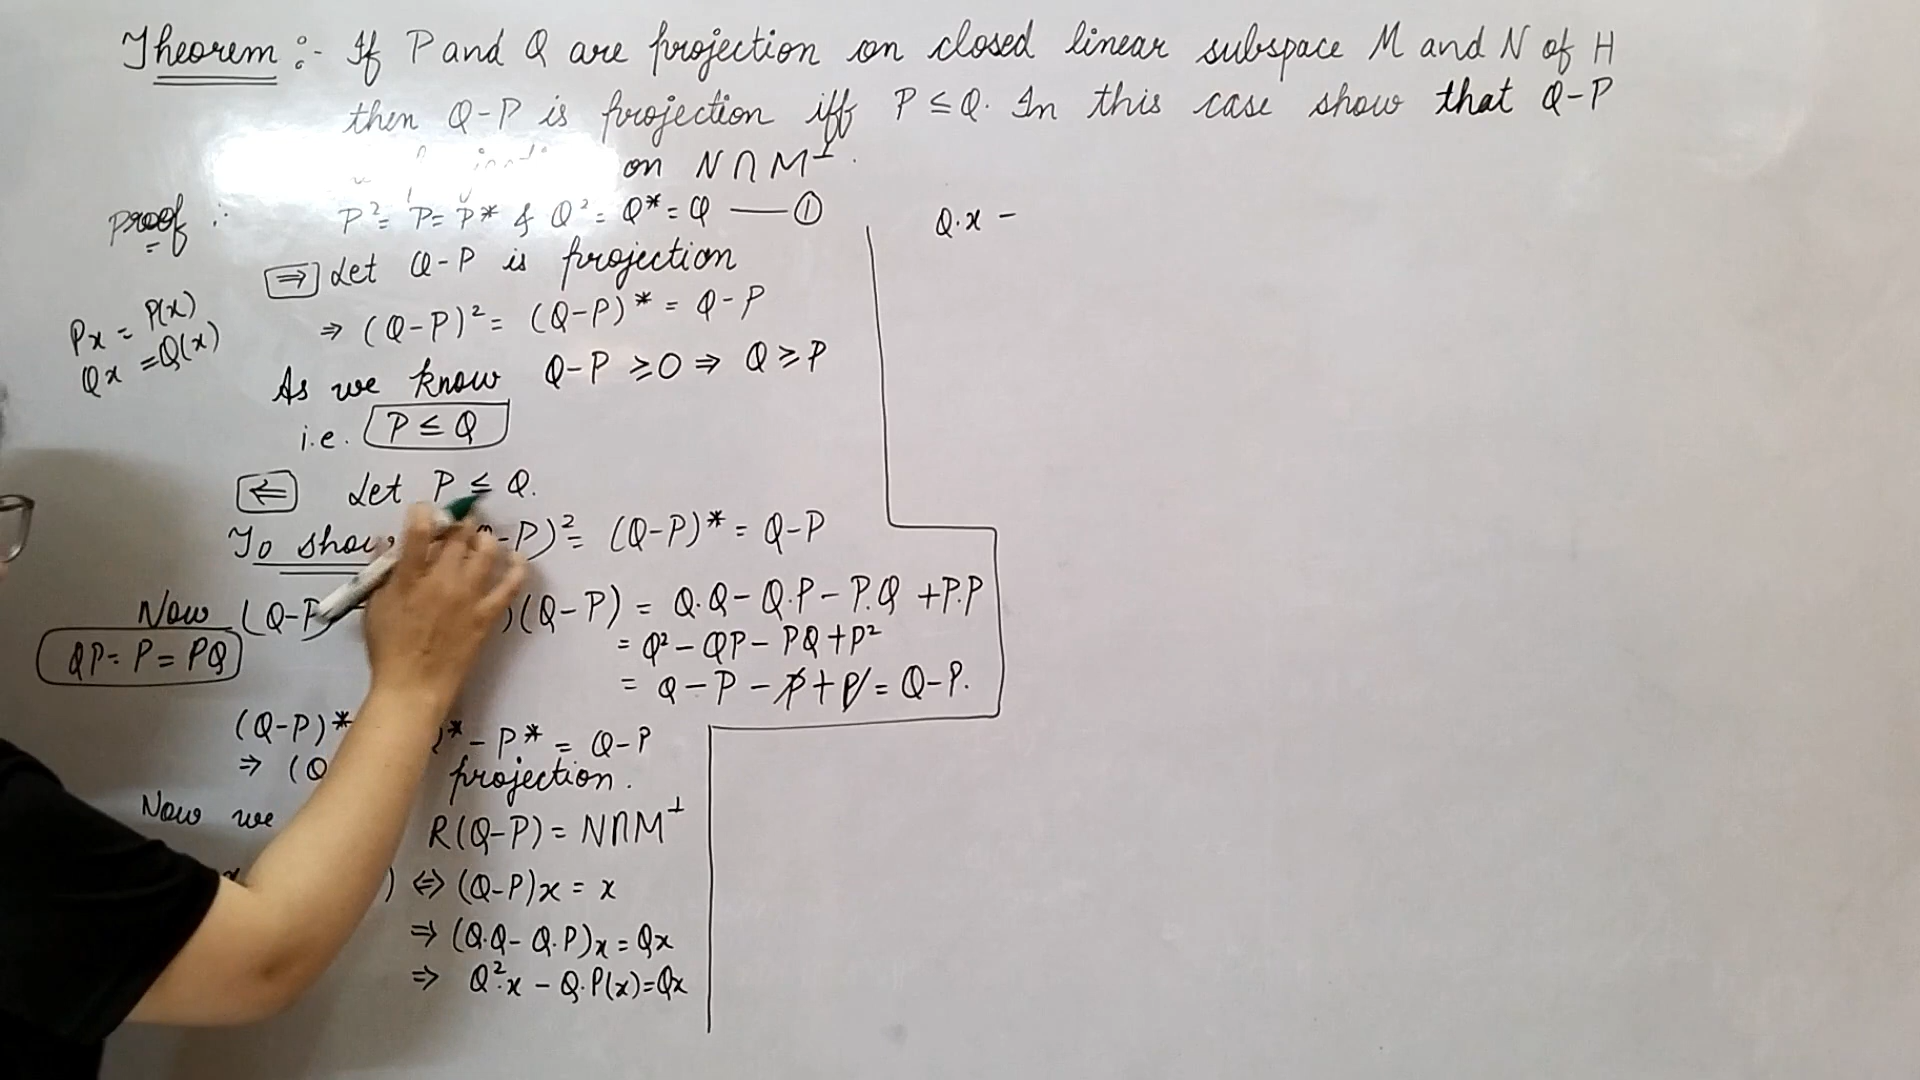 Theorem :- If P and Q are projection on closed linear subspace M and N of H
then Q-P is projection iff P ≤ Q. In this case show that Q-P
on N∩M⊥.
Proof :
P² = P = P* & Q² = Q* = Q —— ①
⇒ Let Q-P is projection
⇒ (Q-P)² = (Q-P)* = Q-P
Px = P(x)
Qx = Q(x)
As we know Q-P ≥ 0 ⇒ Q ≥ P
i.e. P ≤ Q
⇐ Let P ≤ Q.
To show -P)² = (Q-P)* = Q-P
Now (Q-P) )(Q-P) = Q.Q - Q.P - P.Q + P.P
= Q² - QP - PQ + P²
QP = P = PQ
= Q - P - P + P = Q-P.
(Q-P)* * - P* = Q-P
⇒ (Q projection.
Now we R(Q-P) = N∩M⊥
x ) ⇔ (Q-P)x = x
⇒ (Q.Q - Q.P)x = Qx
⇒ Q².x - Q.P(x) = Qx
Q.x -